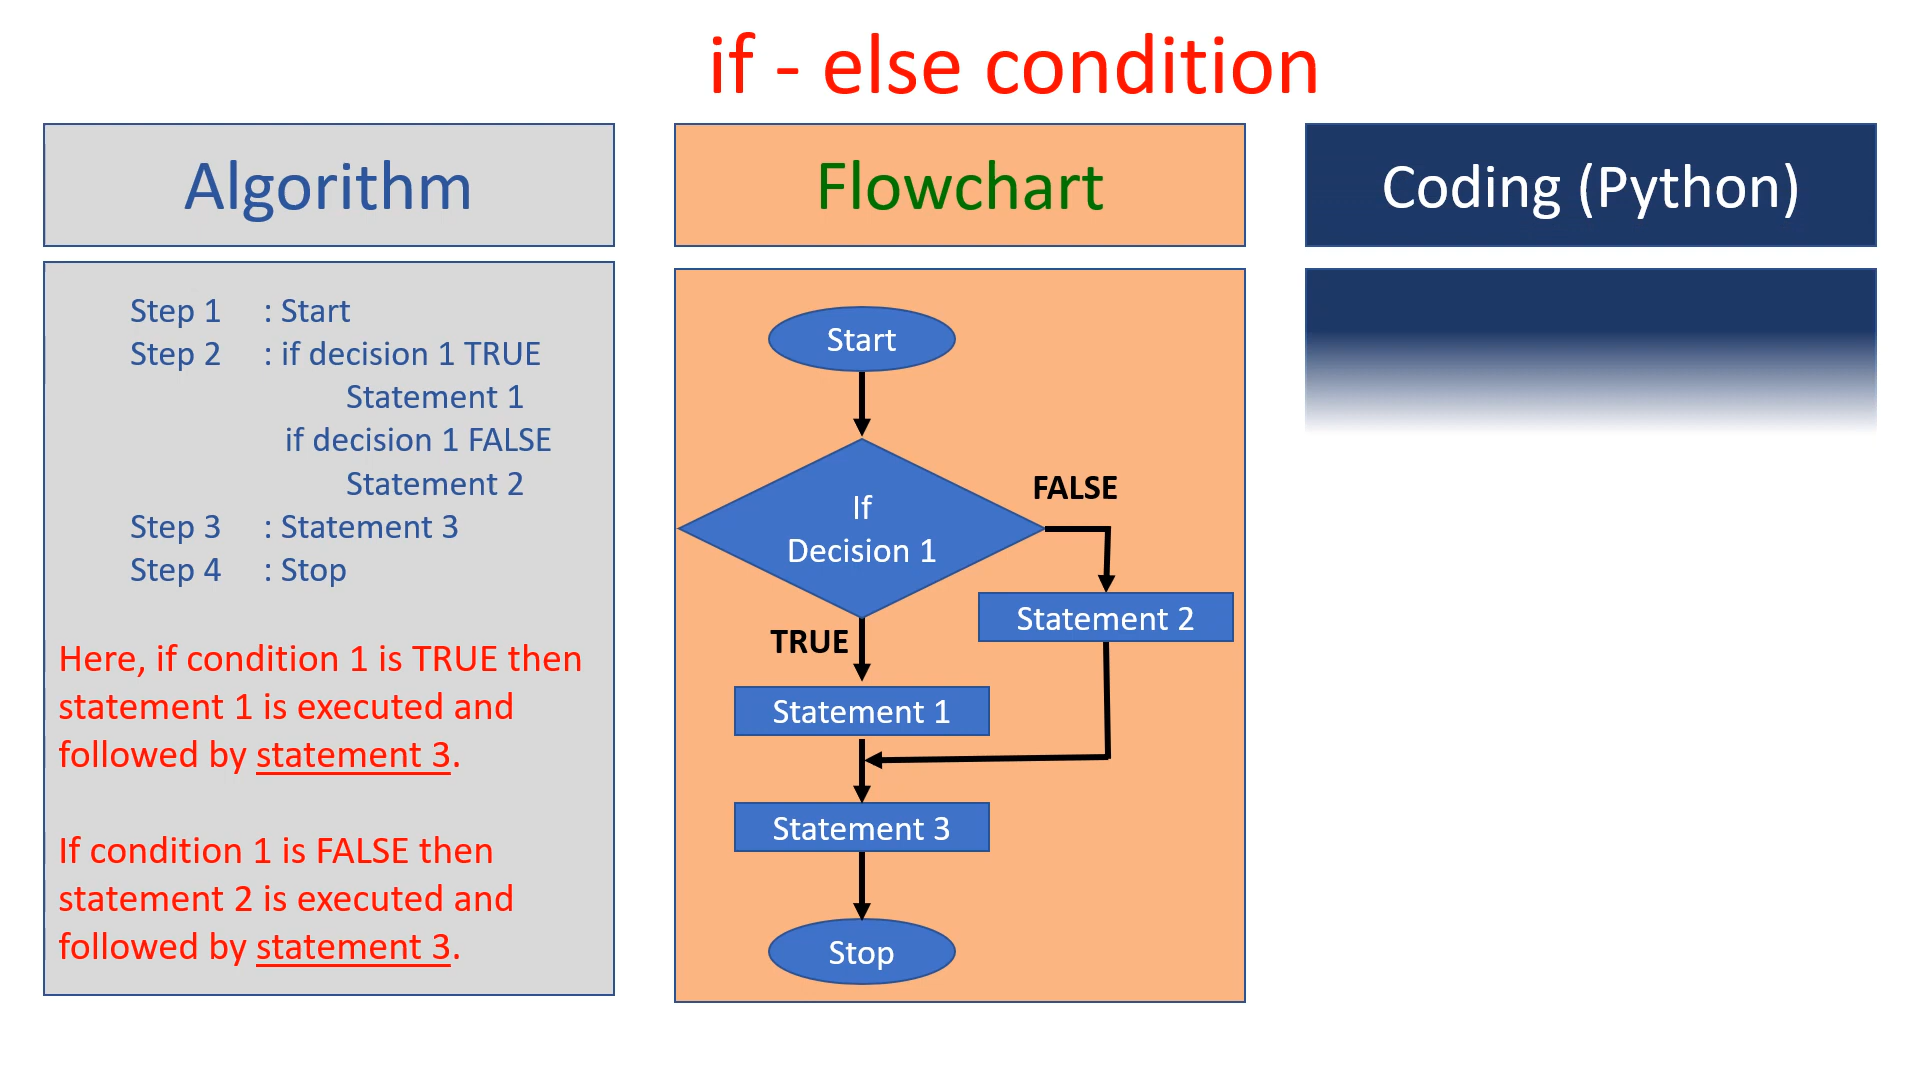 if - else condition
Algorithm
Step 1 : Start
Step 2 : if decision 1 TRUE
Statement 1
if decision 1 FALSE
Statement 2
Step 3 : Statement 3
Step 4 : Stop
Here, if condition 1 is TRUE then
statement 1 is executed and
followed by statement 3.
If condition 1 is FALSE then
statement 2 is executed and
followed by statement 3.
Flowchart
Start
If
Decision 1
FALSE
Statement 2
TRUE
Statement 1
Statement 3
Stop
Coding (Python)